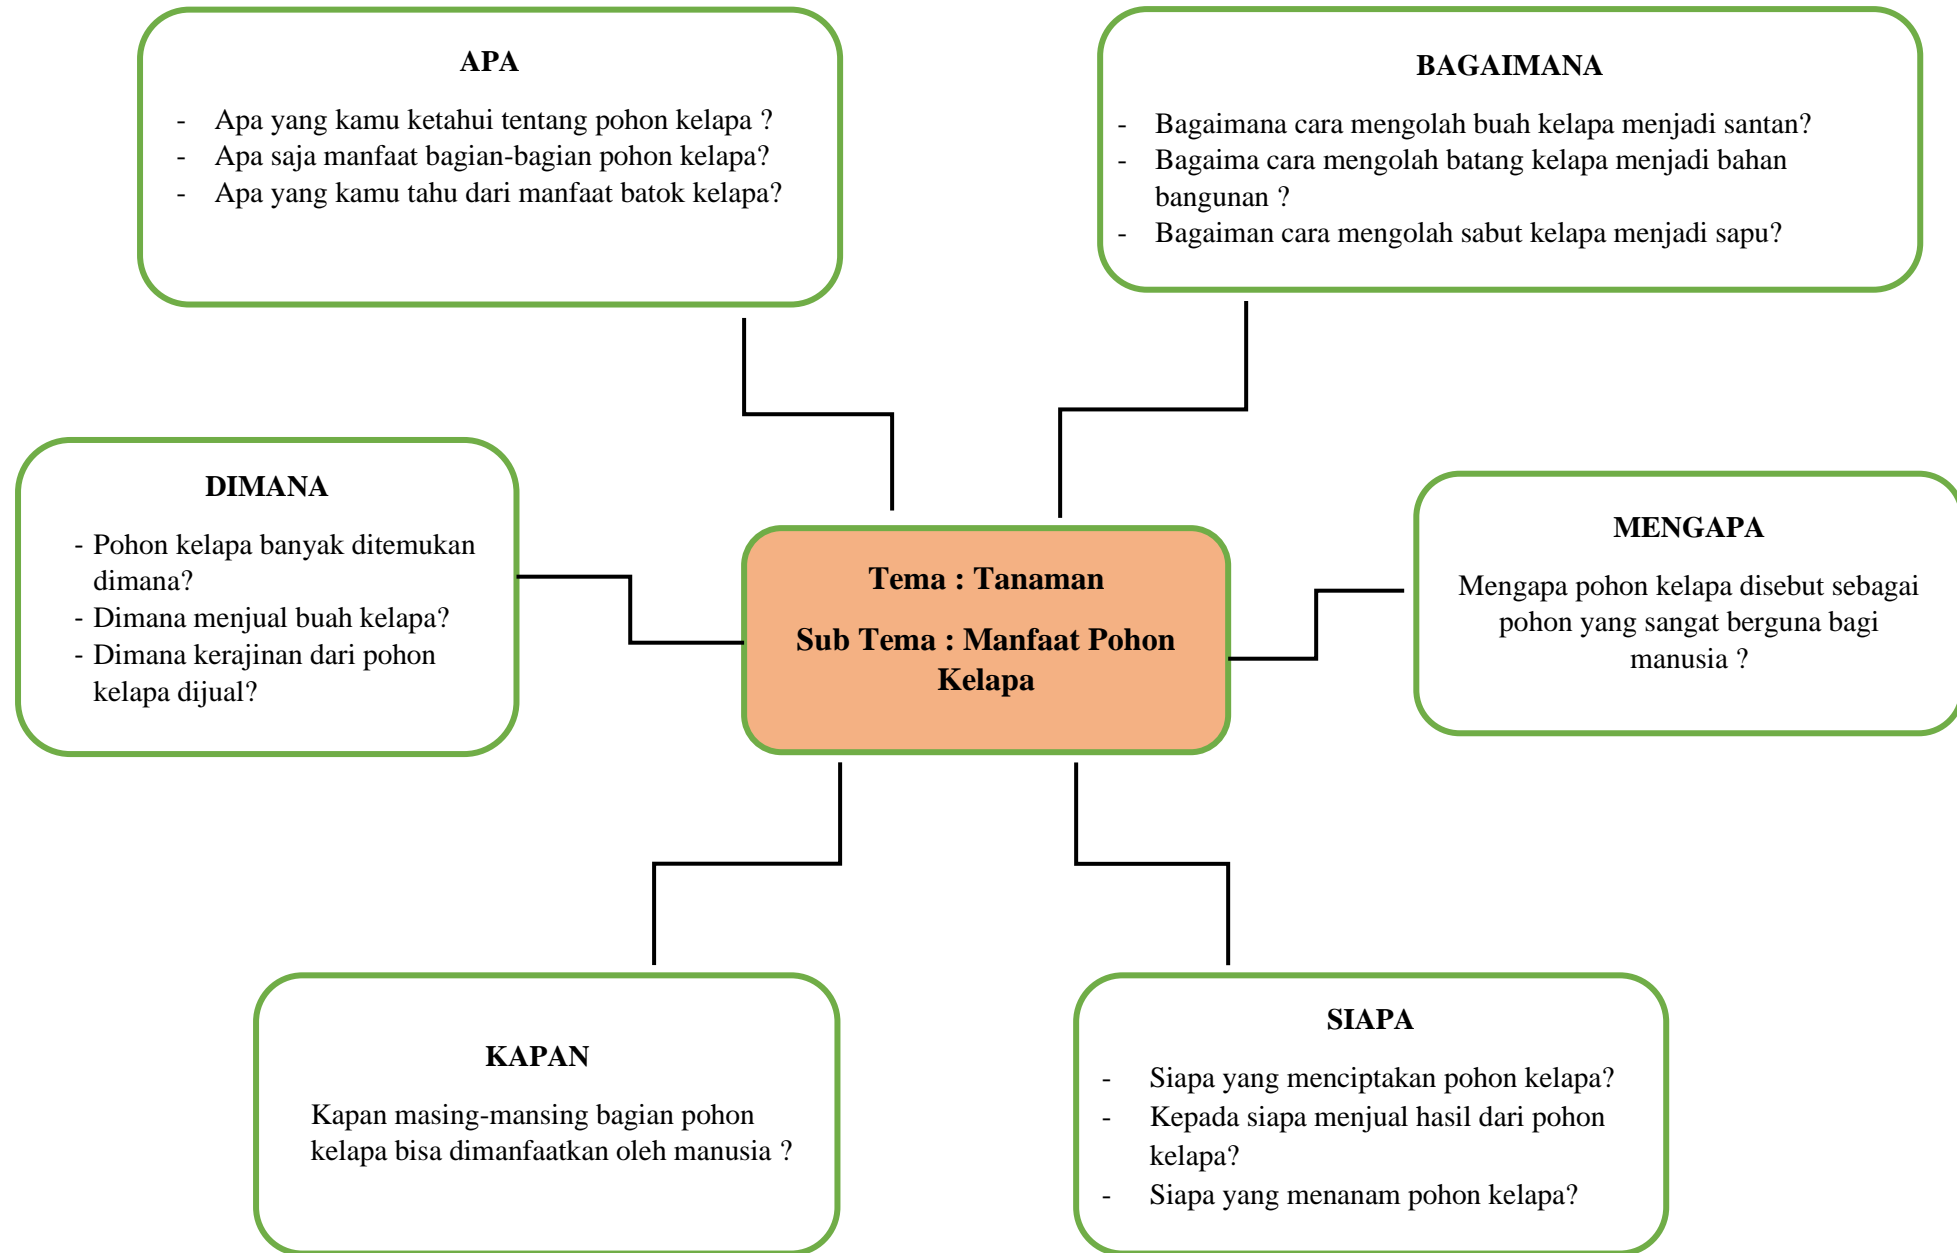 APA
- Apa yang kamu ketahui tentang pohon kelapa ?
- Apa saja manfaat bagian-bagian pohon kelapa?
- Apa yang kamu tahu dari manfaat batok kelapa?
BAGAIMANA
- Bagaimana cara mengolah buah kelapa menjadi santan?
- Bagaima cara mengolah batang kelapa menjadi bahan
bangunan ?
- Bagaiman cara mengolah sabut kelapa menjadi sapu?
DIMANA
- Pohon kelapa banyak ditemukan
dimana?
- Dimana menjual buah kelapa?
- Dimana kerajinan dari pohon
kelapa dijual?
Tema : Tanaman
Sub Tema : Manfaat Pohon
Kelapa
MENGAPA
Mengapa pohon kelapa disebut sebagai
pohon yang sangat berguna bagi
manusia ?
KAPAN
Kapan masing-mansing bagian pohon
kelapa bisa dimanfaatkan oleh manusia ?
SIAPA
- Siapa yang menciptakan pohon kelapa?
- Kepada siapa menjual hasil dari pohon
kelapa?
- Siapa yang menanam pohon kelapa?